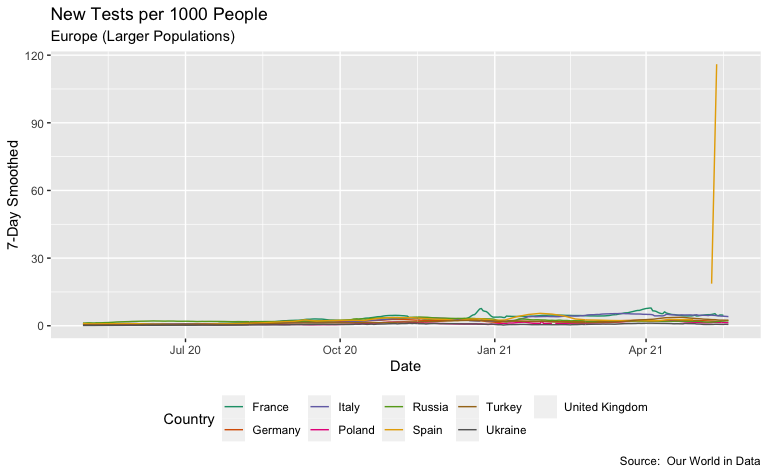 New Tests per 1000 People
Europe (Larger Populations)
120
90
60
30
0
7-Day Smoothed
Jul 20
Oct 20
Jan 21
Apr 21
Date
Country
France
Italy
Russia
Turkey
United Kingdom
Germany
Poland
Spain
Ukraine
Source:  Our World in Data